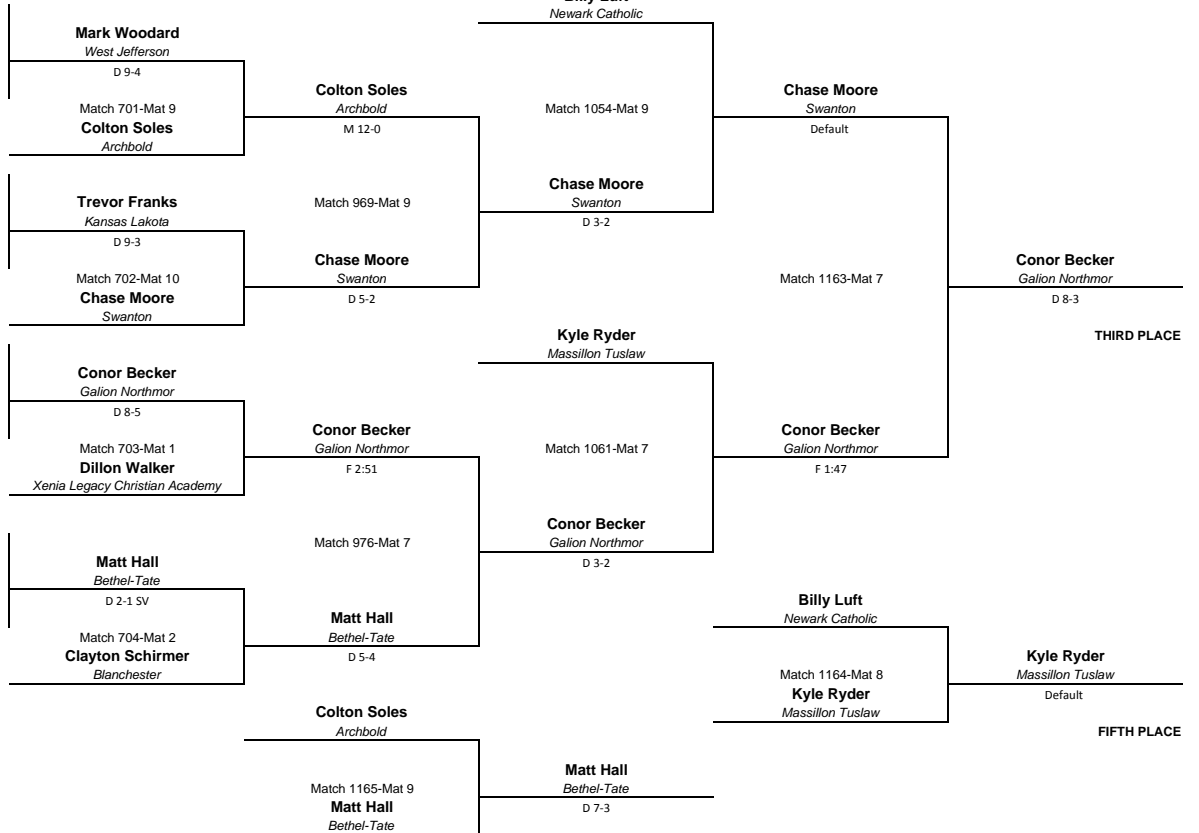 Newark Catholic
Mark Woodard
West Jefferson
D 9-4
Match 701-Mat 9
Colton Soles
Archbold
Colton Soles
Archbold
M 12-0
Match 1054-Mat 9
Chase Moore
Swanton
Default
Trevor Franks
Kansas Lakota
D 9-3
Match 969-Mat 9
Chase Moore
Swanton
D 3-2
Match 702-Mat 10
Chase Moore
Swanton
Chase Moore
Swanton
D 5-2
Match 1163-Mat 7
Conor Becker
Galion Northmor
D 8-3
THIRD PLACE
Kyle Ryder
Massillon Tuslaw
Conor Becker
Galion Northmor
D 8-5
Match 703-Mat 1
Dillon Walker
Xenia Legacy Christian Academy
Conor Becker
Galion Northmor
F 2:51
Match 1061-Mat 7
Conor Becker
Galion Northmor
F 1:47
Match 976-Mat 7
Conor Becker
Galion Northmor
D 3-2
Matt Hall
Bethel-Tate
D 2-1 SV
Match 704-Mat 2
Clayton Schirmer
Blanchester
Matt Hall
Bethel-Tate
D 5-4
Billy Luft
Newark Catholic
Match 1164-Mat 8
Kyle Ryder
Massillon Tuslaw
Kyle Ryder
Massillon Tuslaw
Default
FIFTH PLACE
Colton Soles
Archbold
Match 1165-Mat 9
Matt Hall
Bethel-Tate
Matt Hall
Bethel-Tate
D 7-3